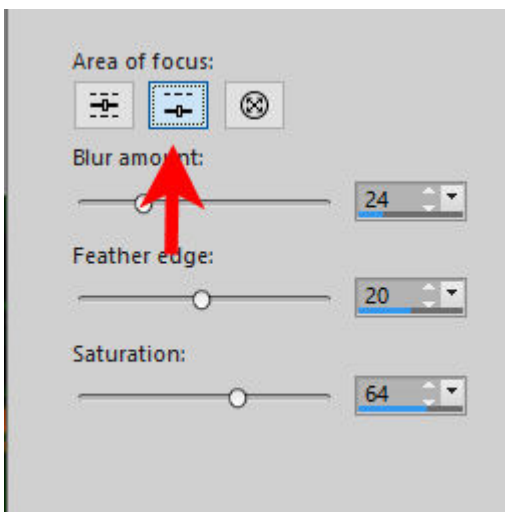 Area of focus:
Blur amount:
24
Feather edge:
20
Saturation:
64